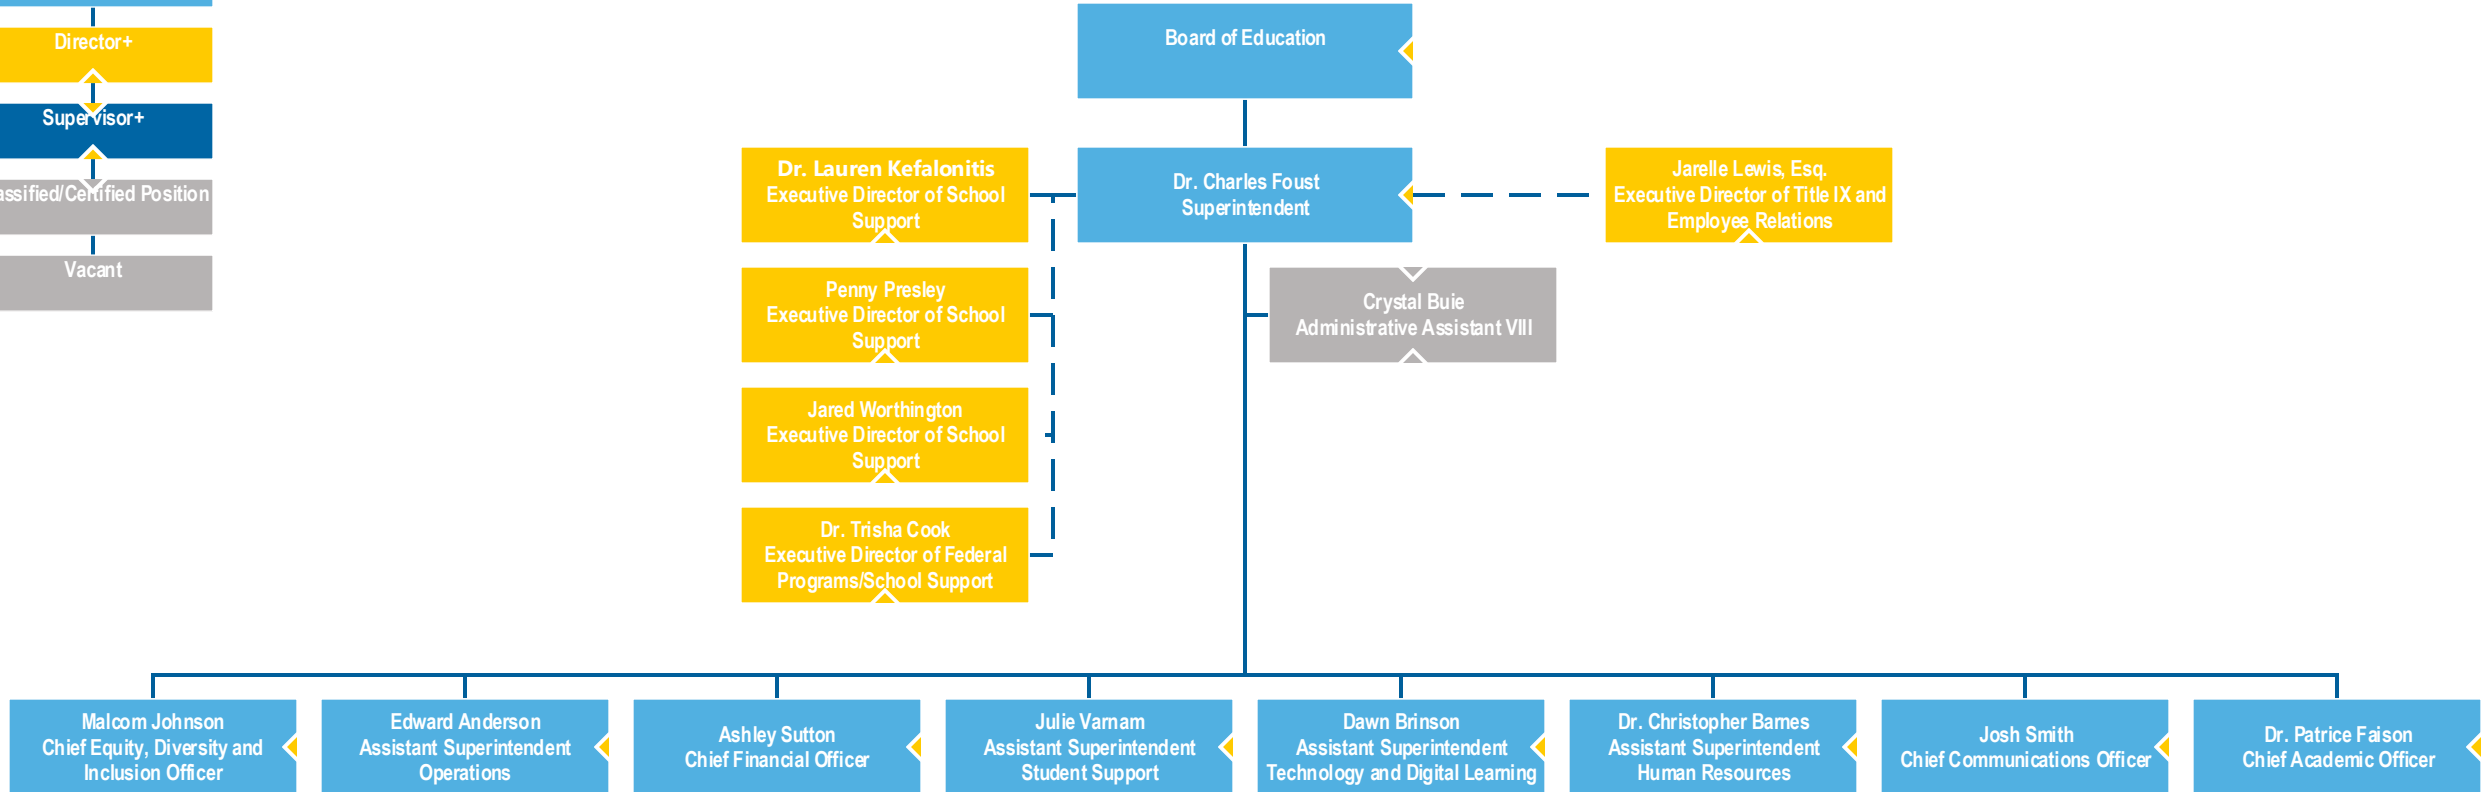 Director+
Supervisor+
assified/Certified Position
Vacant
Board of Education
Dr. Lauren Kefalonitis
Executive Director of School
Support
Dr. Charles Foust
Superintendent
Jarelle Lewis, Esq.
Executive Director of Title IX and
Employee Relations
Penny Presley
Executive Director of School
Support
Crystal Buie
Administrative Assistant VIII
Jared Worthington
Executive Director of School
Support
Dr. Trisha Cook
Executive Director of Federal
Programs/School Support
Malcom Johnson
Chief Equity, Diversity and
Inclusion Officer
Edward Anderson
Assistant Superintendent
Operations
Ashley Sutton
Chief Financial Officer
Julie Varnam
Assistant Superintendent
Student Support
Dawn Brinson
Assistant Superintendent
Technology and Digital Learning
Dr. Christopher Barnes
Assistant Superintendent
Human Resources
Josh Smith
Chief Communications Officer
Dr. Patrice Faison
Chief Academic Officer